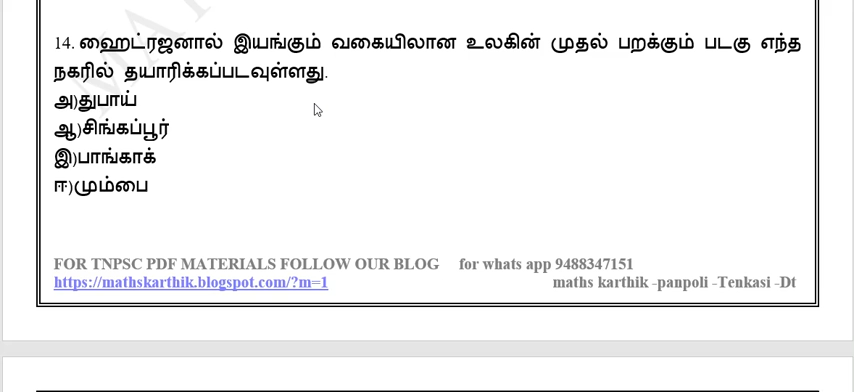 14. ஹைட்ரஜனால் இயங்கும் வகையிலான உலகின் முதல் பறக்கும் படகு எந்த
நகரில் தயாரிக்கப்படவுள்ளது.
அ)துபாய்
ஆ)சிங்கப்பூர்
இ)பாங்காக்
ஈ)மும்பை
FOR TNPSC PDF MATERIALS FOLLOW OUR BLOG for whats app 9488347151
https://mathskarthik.blogspot.com/?m=1 maths karthik -panpoli -Tenkasi -Dt